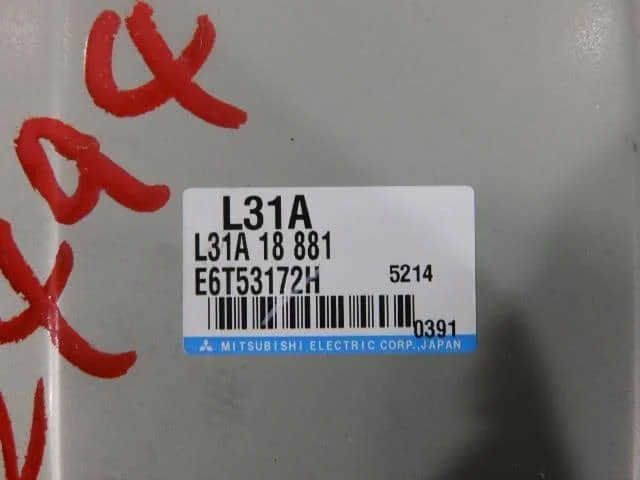 L31A
L31A 18 881
E6T53172H 5214
0391
MITSUBISHI ELECTRIC CORP.,JAPAN